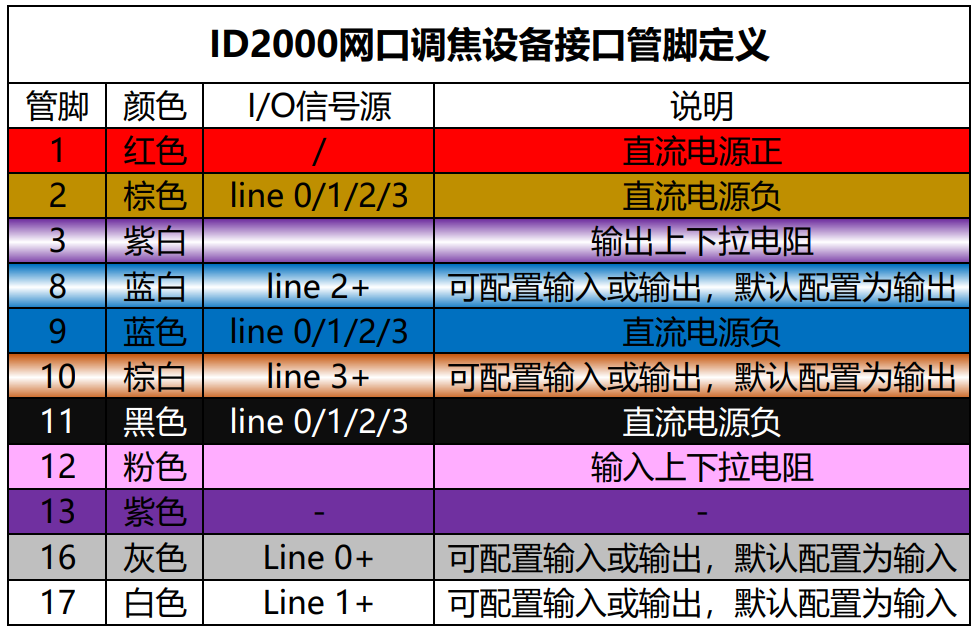 ID2000网口调焦设备接口管脚定义
管脚 颜色 I/O信号源 说明
1 红色 / 直流电源正
2 棕色 line 0/1/2/3 直流电源负
3 紫白 输出上下拉电阻
8 蓝白 line 2+ 可配置输入或输出，默认配置为输出
9 蓝色 line 0/1/2/3 直流电源负
10 棕白 line 3+ 可配置输入或输出，默认配置为输出
11 黑色 line 0/1/2/3 直流电源负
12 粉色 输入上下拉电阻
13 紫色 - -
16 灰色 Line 0+ 可配置输入或输出，默认配置为输入
17 白色 Line 1+ 可配置输入或输出，默认配置为输入